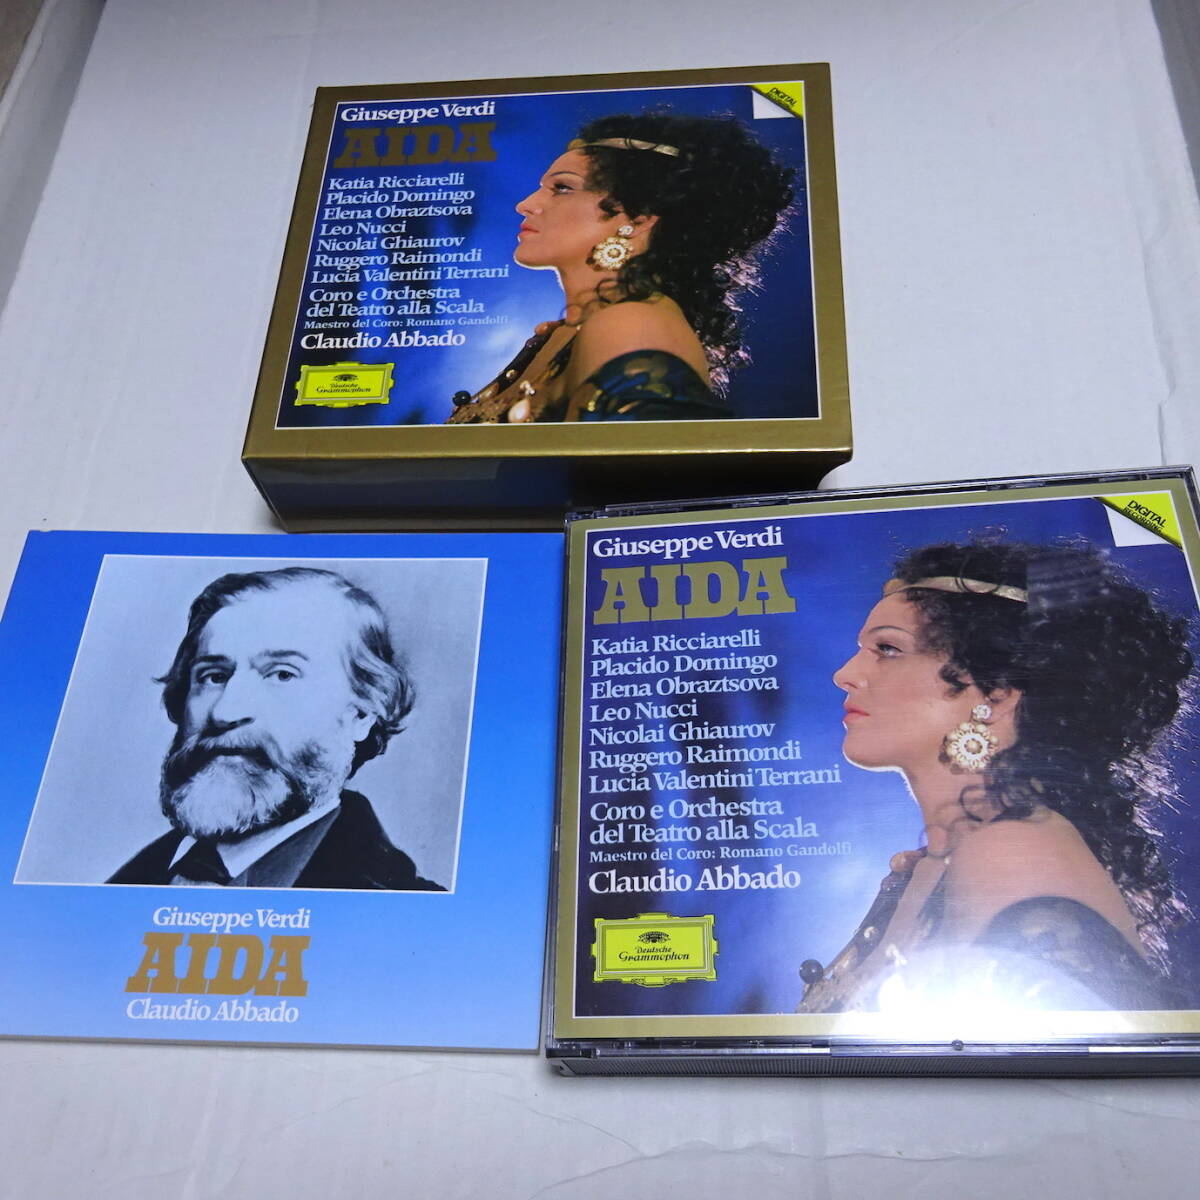 Giuseppe Verdi
AIDA
Katia Ricciarelli
Placido Domingo
Elena Obraztsova
Leo Nucci
Nicolai Ghiaurov
Ruggero Raimondi
Lucia Valentini Terrani
Coro e Orchestra
del Teatro alla Scala
Maestro del Coro: Romano Gandolfi
Claudio Abbado
Deutsche
Grammophon
DIGITAL
RECORDING
Giuseppe Verdi
AIDA
Claudio Abbado
Giuseppe Verdi
AIDA
Katia Ricciarelli
Placido Domingo
Elena Obraztsova
Leo Nucci
Nicolai Ghiaurov
Ruggero Raimondi
Lucia Valentini Terrani
Coro e Orchestra
del Teatro alla Scala
Maestro del Coro: Romano Gandolfi
Claudio Abbado
Deutsche
Grammophon
DIGITAL
RECORDING